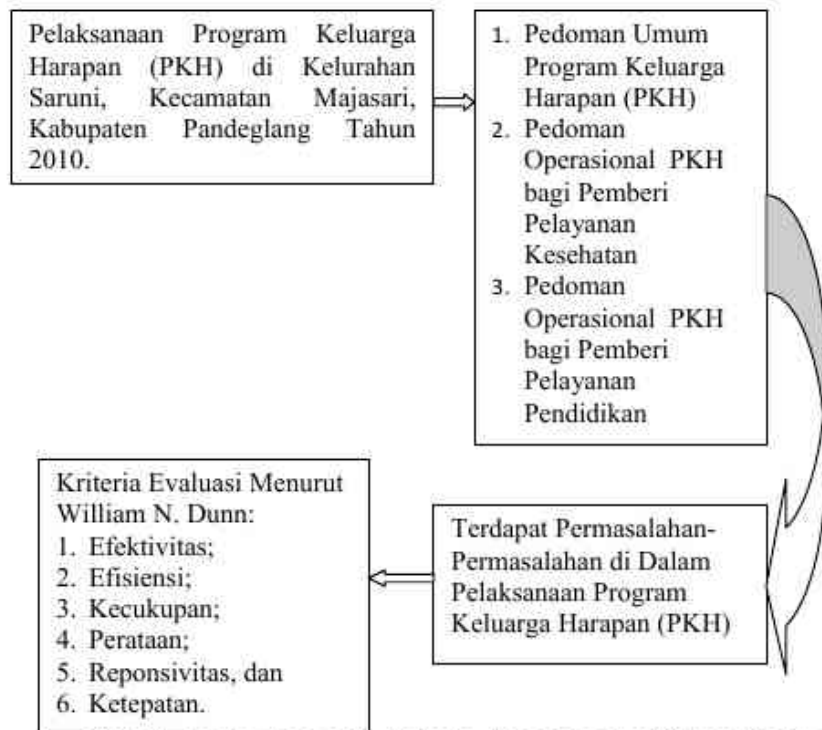 Pelaksanaan Program Keluarga
Harapan (PKH) di Kelurahan
Saruni, Kecamatan Majasari,
Kabupaten Pandeglang Tahun
2010.
1. Pedoman Umum
Program Keluarga
Harapan (PKH)
2. Pedoman
Operasional PKH
bagi Pemberi
Pelayanan
Kesehatan
3. Pedoman
Operasional PKH
bagi Pemberi
Pelayanan
Pendidikan
Terdapat Permasalahan-
Permasalahan di Dalam
Pelaksanaan Program
Keluarga Harapan (PKH)
Kriteria Evaluasi Menurut
William N. Dunn:
1. Efektivitas;
2. Efisiensi;
3. Kecukupan;
4. Perataan;
5. Reponsivitas, dan
6. Ketepatan.